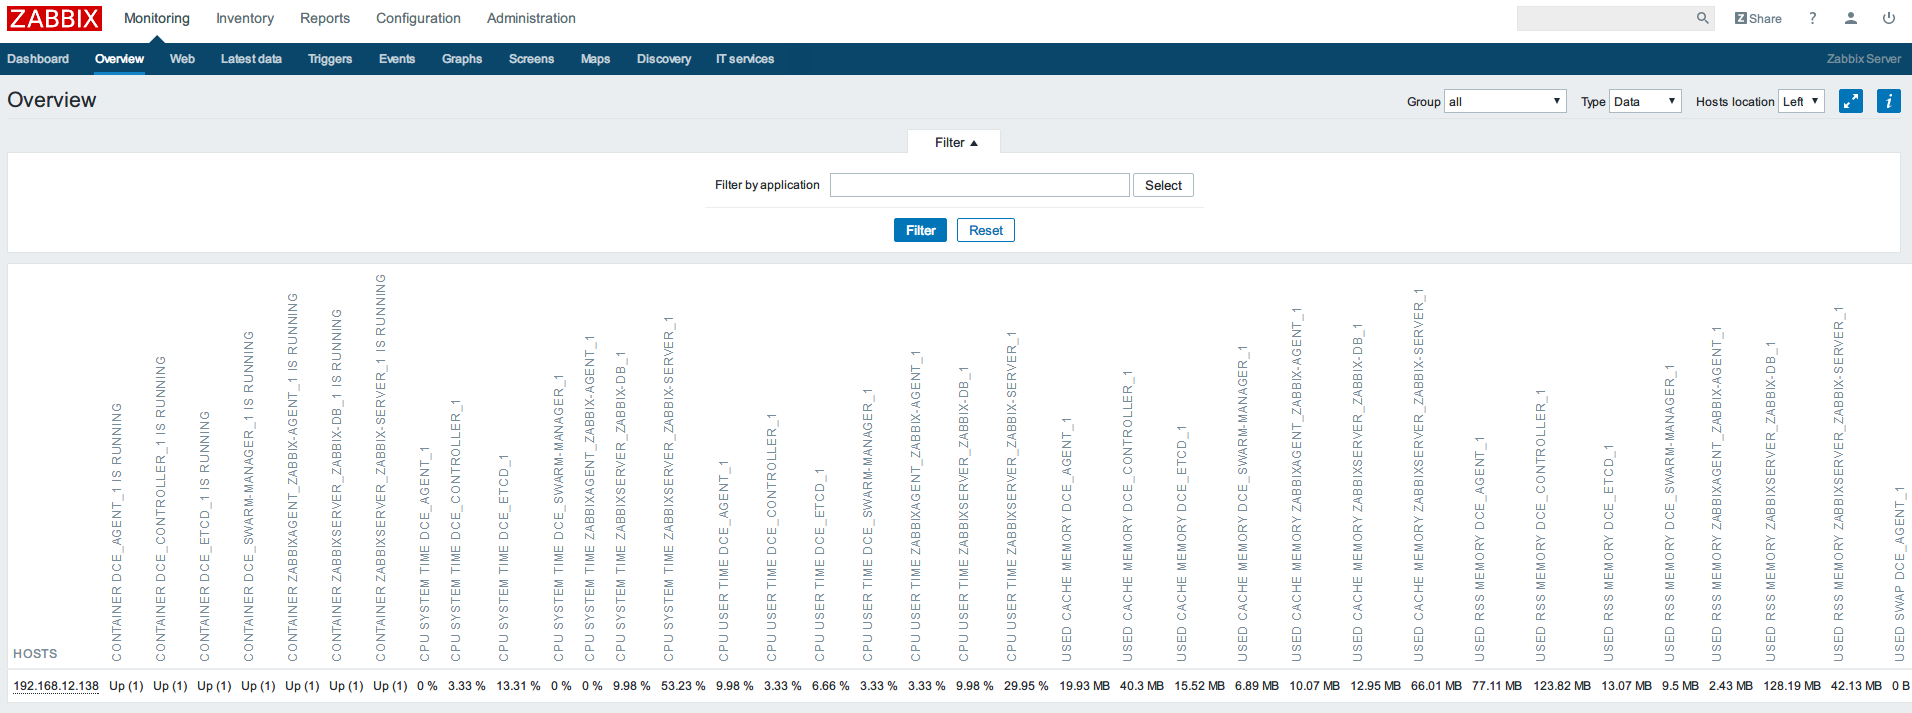 ZABBIX Monitoring Inventory Reports Configuration Administration Share ?
Dashboard Overview Web Latest data Triggers Events Graphs Screens Maps Discovery IT services Zabbix Server
Overview Group all Type Data Hosts location Left i
Filter
Filter by application Select
Filter Reset
HOSTS
CONTAINER DCE_AGENT_1 IS RUNNING
CONTAINER DCE_CONTROLLER_1 IS RUNNING
CONTAINER DCE_ETCD_1 IS RUNNING
CONTAINER DCE_SWARM-MANAGER_1 IS RUNNING
CONTAINER ZABBIXAGENT_ZABBIX-AGENT_1 IS RUNNING
CONTAINER ZABBIXSERVER_ZABBIX-DB_1 IS RUNNING
CONTAINER ZABBIXSERVER_ZABBIX-SERVER_1 IS RUNNING
CPU SYSTEM TIME DCE_AGENT_1
CPU SYSTEM TIME DCE_CONTROLLER_1
CPU SYSTEM TIME DCE_ETCD_1
CPU SYSTEM TIME DCE_SWARM-MANAGER_1
CPU SYSTEM TIME ZABBIXAGENT_ZABBIX-AGENT_1
CPU SYSTEM TIME ZABBIXSERVER_ZABBIX-DB_1
CPU SYSTEM TIME ZABBIXSERVER_ZABBIX-SERVER_1
CPU USER TIME DCE_AGENT_1
CPU USER TIME DCE_CONTROLLER_1
CPU USER TIME DCE_ETCD_1
CPU USER TIME DCE_SWARM-MANAGER_1
CPU USER TIME ZABBIXAGENT_ZABBIX-AGENT_1
CPU USER TIME ZABBIXSERVER_ZABBIX-DB_1
CPU USER TIME ZABBIXSERVER_ZABBIX-SERVER_1
USED CACHE MEMORY DCE_AGENT_1
USED CACHE MEMORY DCE_CONTROLLER_1
USED CACHE MEMORY DCE_ETCD_1
USED CACHE MEMORY DCE_SWARM-MANAGER_1
USED CACHE MEMORY ZABBIXAGENT_ZABBIX-AGENT_1
USED CACHE MEMORY ZABBIXSERVER_ZABBIX-DB_1
USED CACHE MEMORY ZABBIXSERVER_ZABBIX-SERVER_1
USED RSS MEMORY DCE_AGENT_1
USED RSS MEMORY DCE_CONTROLLER_1
USED RSS MEMORY DCE_ETCD_1
USED RSS MEMORY DCE_SWARM-MANAGER_1
USED RSS MEMORY ZABBIXAGENT_ZABBIX-AGENT_1
USED RSS MEMORY ZABBIXSERVER_ZABBIX-DB_1
USED RSS MEMORY ZABBIXSERVER_ZABBIX-SERVER_1
USED SWAP DCE_AGENT_1
192.168.12.138 Up (1) Up (1) Up (1) Up (1) Up (1) Up (1) Up (1) 0 % 3.33 % 13.31 % 0 % 0 % 9.98 % 53.23 % 9.98 % 3.33 % 6.66 % 3.33 % 3.33 % 9.98 % 29.95 % 19.93 MB 40.3 MB 15.52 MB 6.89 MB 10.07 MB 12.95 MB 66.01 MB 77.11 MB 123.82 MB 13.07 MB 9.5 MB 2.43 MB 128.19 MB 42.13 MB 0 B